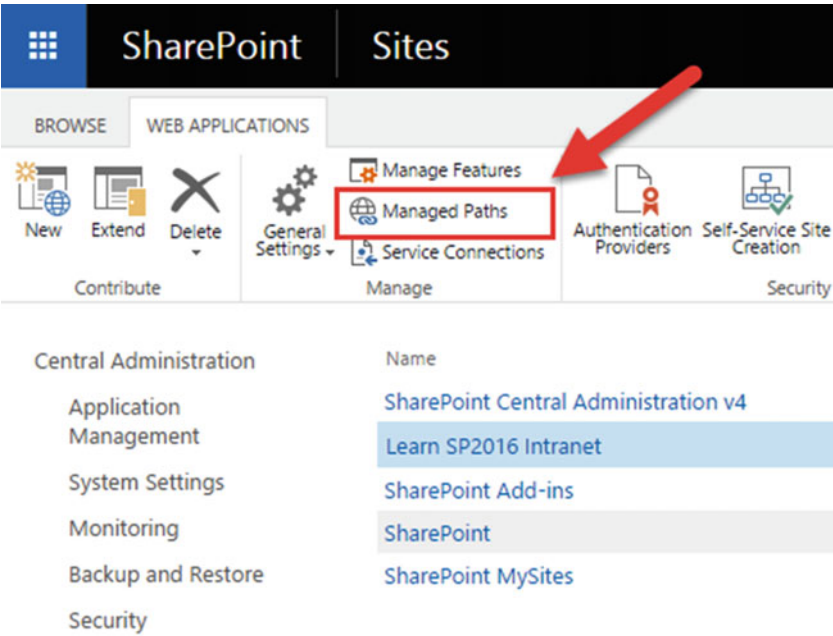 SharePoint Sites
BROWSE WEB APPLICATIONS
New
Extend
Delete
General
Settings
Manage Features
Managed Paths
Service Connections
Authentication
Providers
Self-Service Site
Creation
Contribute
Manage
Security
Central Administration
Application
Management
System Settings
Monitoring
Backup and Restore
Security
Name
SharePoint Central Administration v4
Learn SP2016 Intranet
SharePoint Add-ins
SharePoint
SharePoint MySites